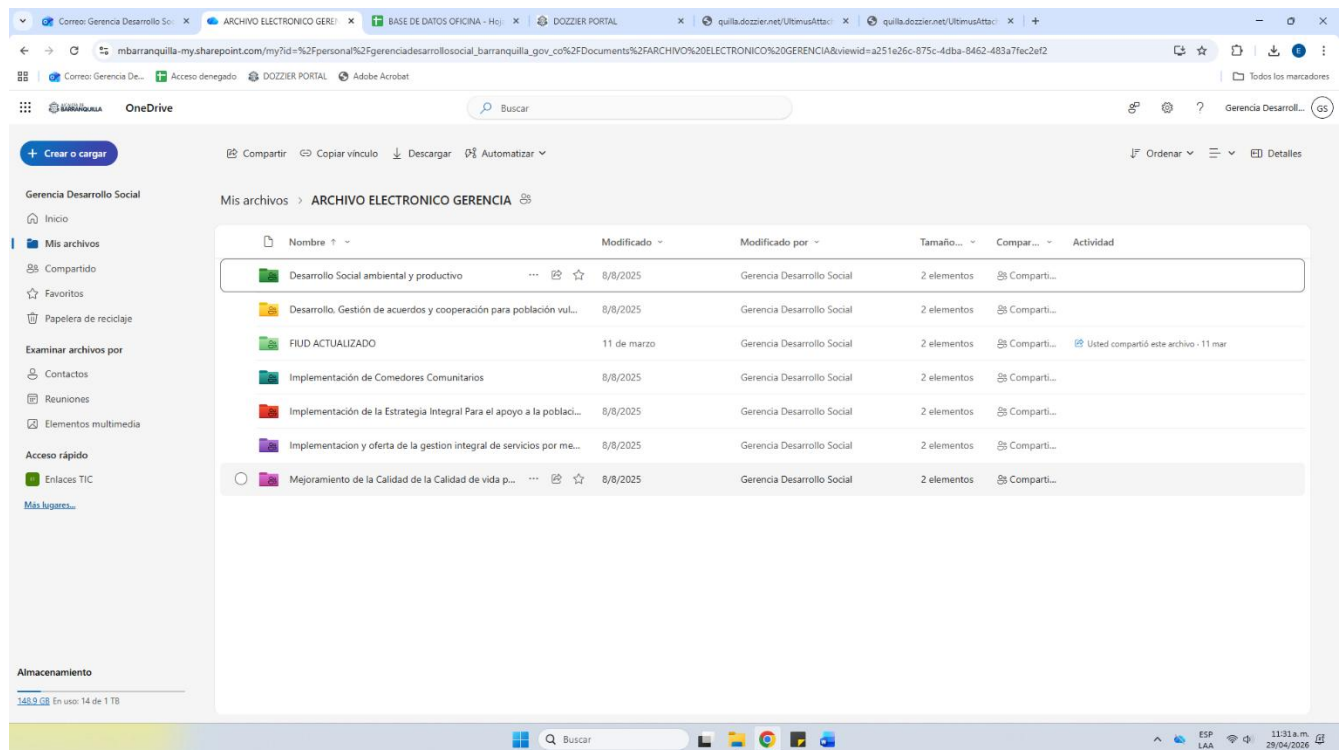 Correo: Gerencia Desarrollo Soc
ARCHIVO ELECTRONICO GEREN
BASE DE DATOS OFICINA - Hoj
DOZZIER PORTAL
quilla.dozzier.net/UltimusAttach
quilla.dozzier.net/UltimusAttach
mbarranquilla-my.sharepoint.com/my?id=%2Fpersonal%2Fgerenciadesarrollosocial_barranquilla_gov_co%2FDocuments%2FARCHIVO%20ELECTRONICO%20GERENCIA&viewid=a251e26c-875c-4dba-8462-483a7fec2ef2
E
Correo: Gerencia De...
Acceso denegado
DOZZIER PORTAL
Adobe Acrobat
Todos los marcadores
BARRANQUILLA
OneDrive
Buscar
Gerencia Desarroll...
GS
Crear o cargar
Compartir
Copiar vínculo
Descargar
Automatizar
Ordenar
Detalles
Gerencia Desarrollo Social
Inicio
Mis archivos
Compartido
Favoritos
Papelera de reciclaje
Examinar archivos por
Contactos
Reuniones
Elementos multimedia
Acceso rápido
Enlaces TIC
Más lugares...
Mis archivos > ARCHIVO ELECTRONICO GERENCIA
Nombre Modificado Modificado por Tamaño... Compar... Actividad
Desarrollo Social ambiental y productivo ... 8/8/2025 Gerencia Desarrollo Social 2 elementos Comparti...
Desarrollo, Gestión de acuerdos y cooperación para población vul... 8/8/2025 Gerencia Desarrollo Social 2 elementos Comparti...
FIUD ACTUALIZADO 11 de marzo Gerencia Desarrollo Social 2 elementos Comparti... Usted compartió este archivo - 11 mar
Implementación de Comedores Comunitarios 8/8/2025 Gerencia Desarrollo Social 2 elementos Comparti...
Implementación de la Estrategia Integral Para el apoyo a la poblaci... 8/8/2025 Gerencia Desarrollo Social 2 elementos Comparti...
Implementacion y oferta de la gestion integral de servicios por me... 8/8/2025 Gerencia Desarrollo Social 2 elementos Comparti...
Mejoramiento de la Calidad de la Calidad de vida p... ... 8/8/2025 Gerencia Desarrollo Social 2 elementos Comparti...
Almacenamiento
148.9 GB En uso: 14 de 1 TB
Buscar
ESP
LAA
11:31 a. m.
29/04/2026